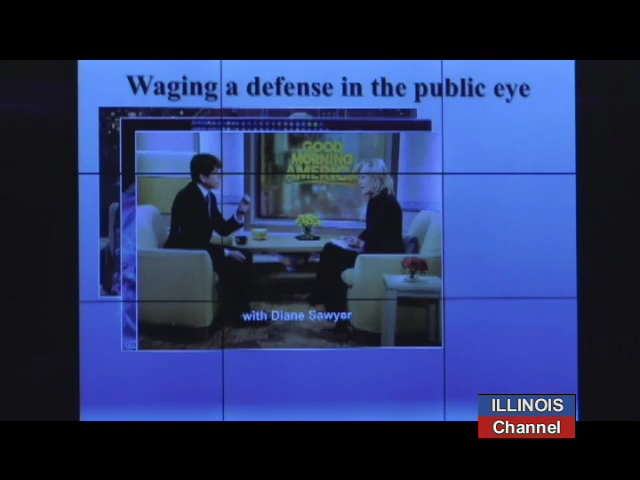 Waging a defense in the public eye
GOOD
MORNING
AMERICA
with Diane Sawyer
ILLINOIS
Channel